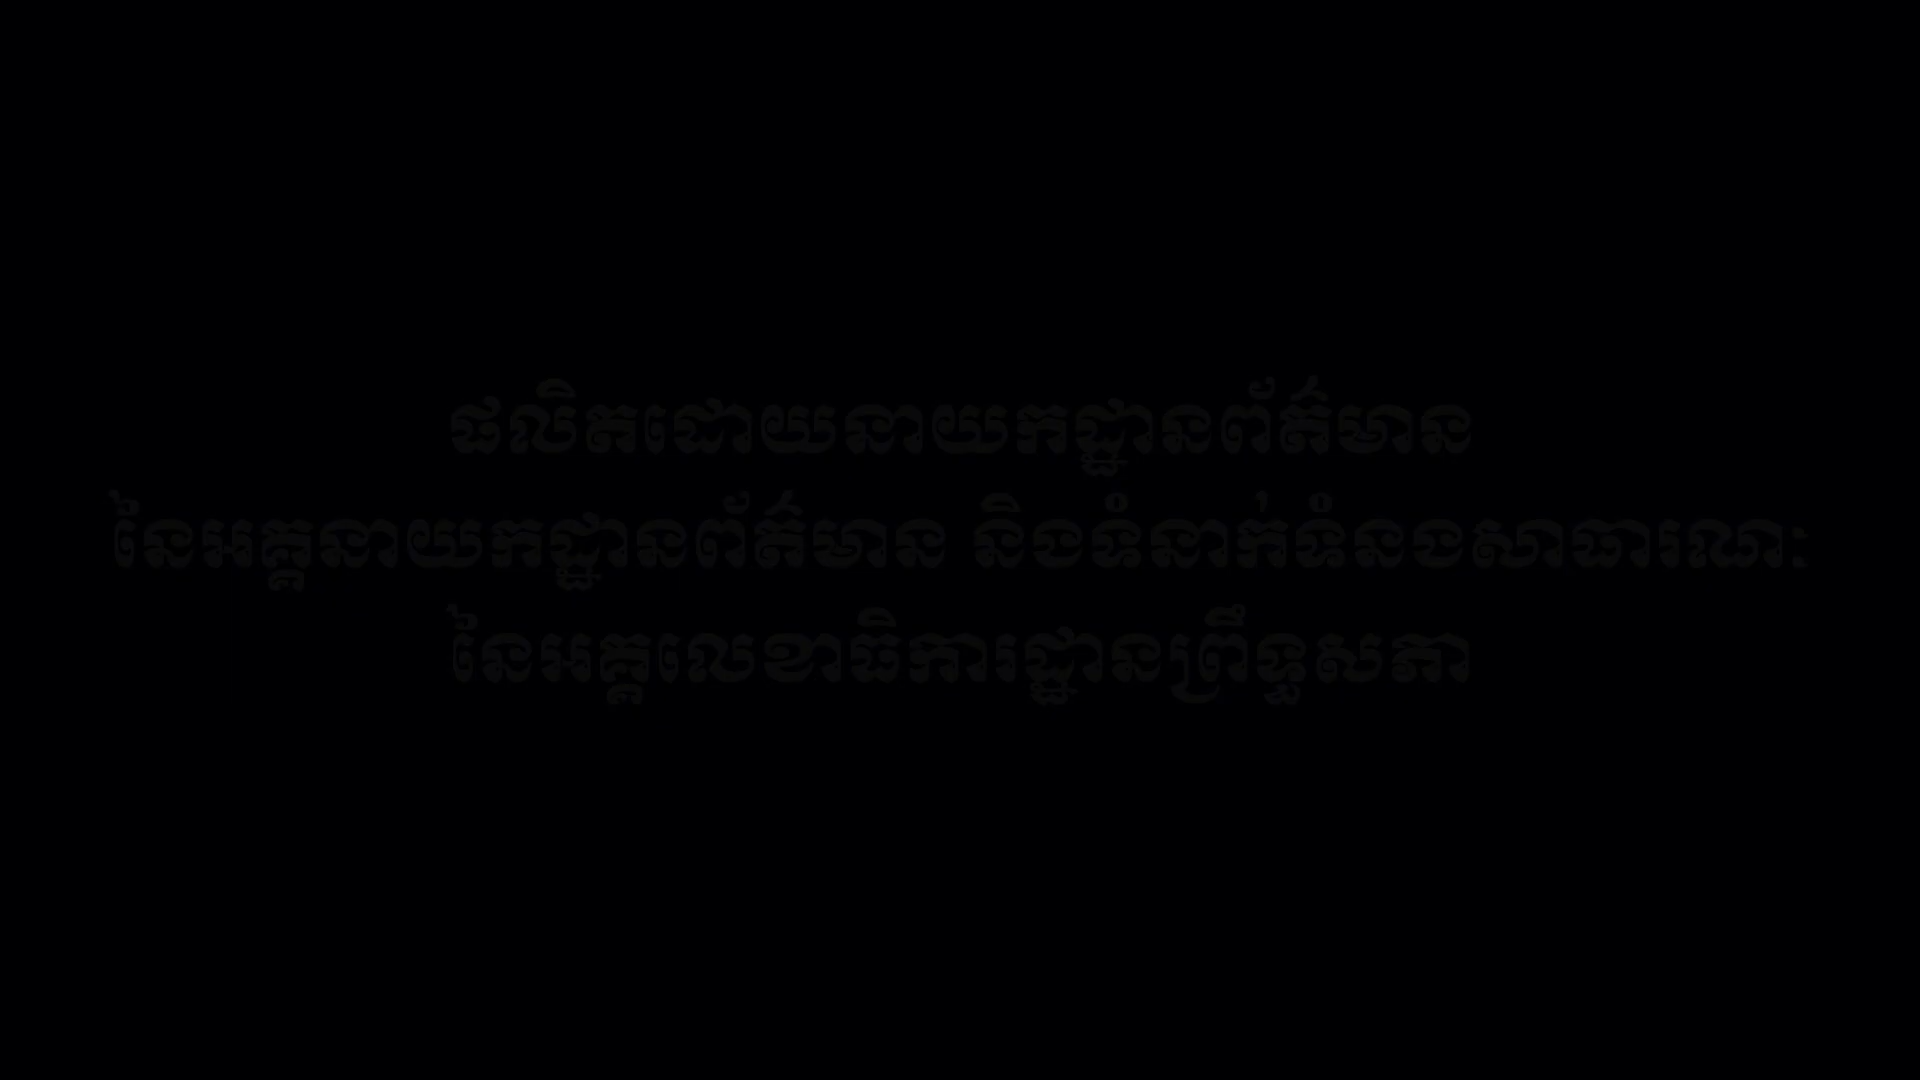 ផលិតដោយនាយកដ្ឋានព័ត៌មាន
នៃអគ្គនាយកដ្ឋានព័ត៌មាន និងទំនាក់ទំនងសាធារណៈ
នៃអគ្គលេខាធិការដ្ឋានព្រឹទ្ធសភា